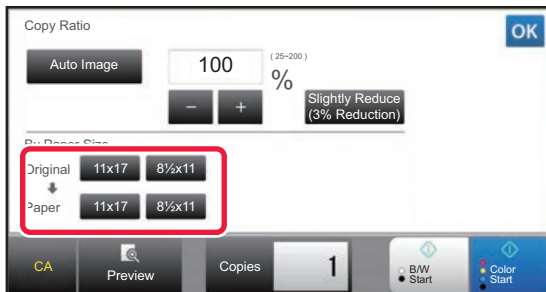 Copy Ratio
OK
Auto Image
100
( 25~200 )
%
− +
Slightly Reduce
(3% Reduction)
By Paper Size
Original 11x17 8½x11
Paper 11x17 8½x11
CA
Preview
Copies
1
B/W
Start
Color
Start